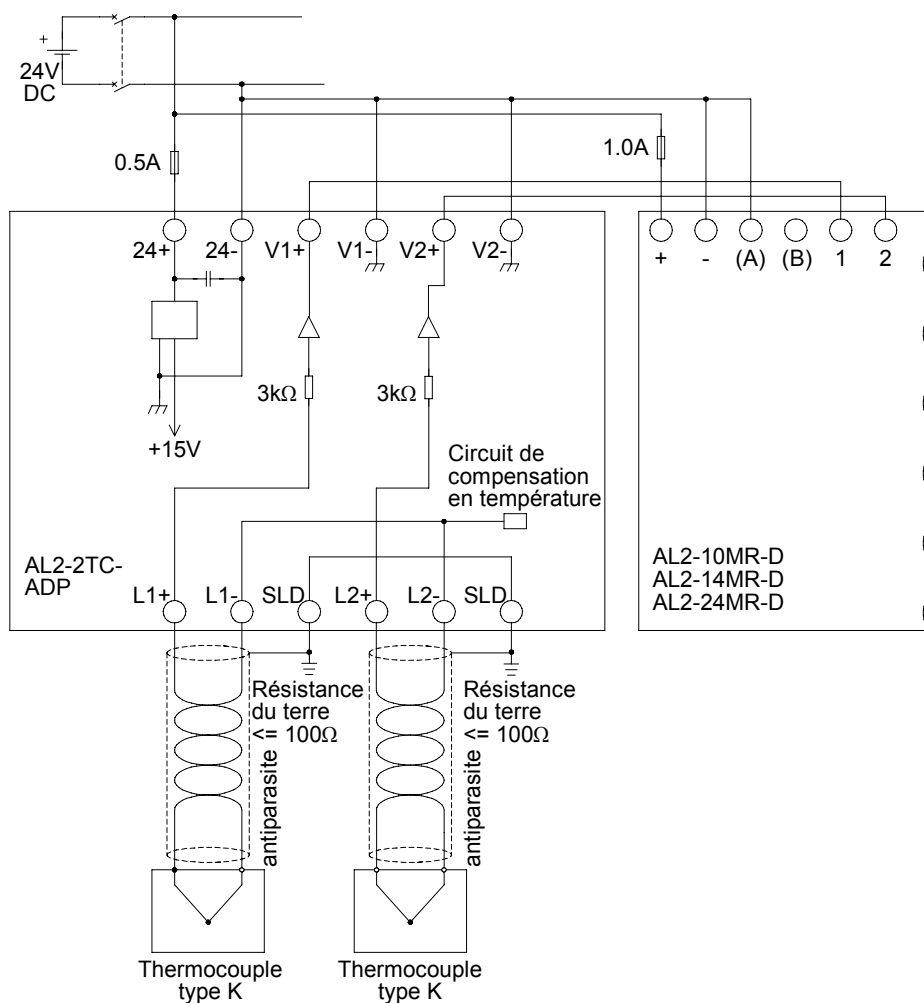 +
24V
DC
0.5A
1.0A
24+
24-
V1+
V1-
V2+
V2-
+
-
(A)
(B)
1
2
3kΩ
3kΩ
+15V
Circuit de
compensation
en température
AL2-2TC-
ADP
L1+
L1-
SLD
L2+
L2-
SLD
AL2-10MR-D
AL2-14MR-D
AL2-24MR-D
Résistance
du terre
<= 100Ω
antiparasite
Résistance
du terre
<= 100Ω
antiparasite
Thermocouple
type K
Thermocouple
type K